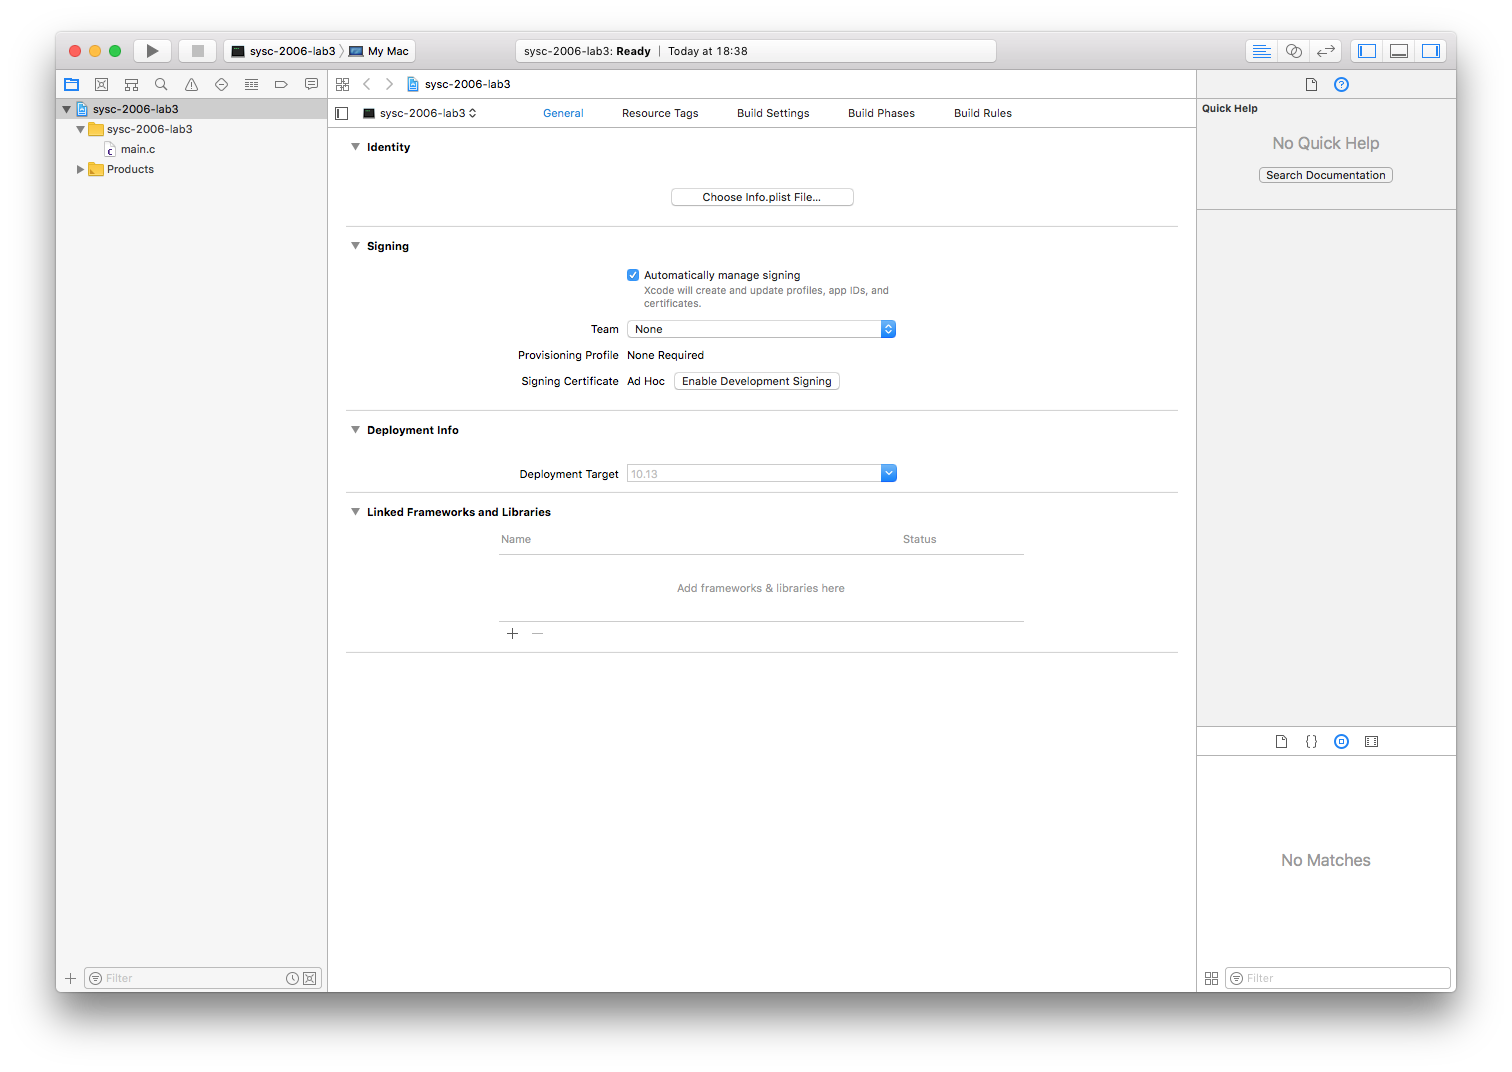 sysc-2006-lab3 My Mac
sysc-2006-lab3: Ready | Today at 18:38
sysc-2006-lab3
sysc-2006-lab3
sysc-2006-lab3
main.c
Products
sysc-2006-lab3
General Resource Tags Build Settings Build Phases Build Rules
Identity
Choose Info.plist File...
Signing
Automatically manage signing
Xcode will create and update profiles, app IDs, and
certificates.
Team None
Provisioning Profile None Required
Signing Certificate Ad Hoc Enable Development Signing
Deployment Info
Deployment Target 10.13
Linked Frameworks and Libraries
Name Status
Add frameworks & libraries here
Quick Help
No Quick Help
Search Documentation
{}
No Matches
Filter
Filter